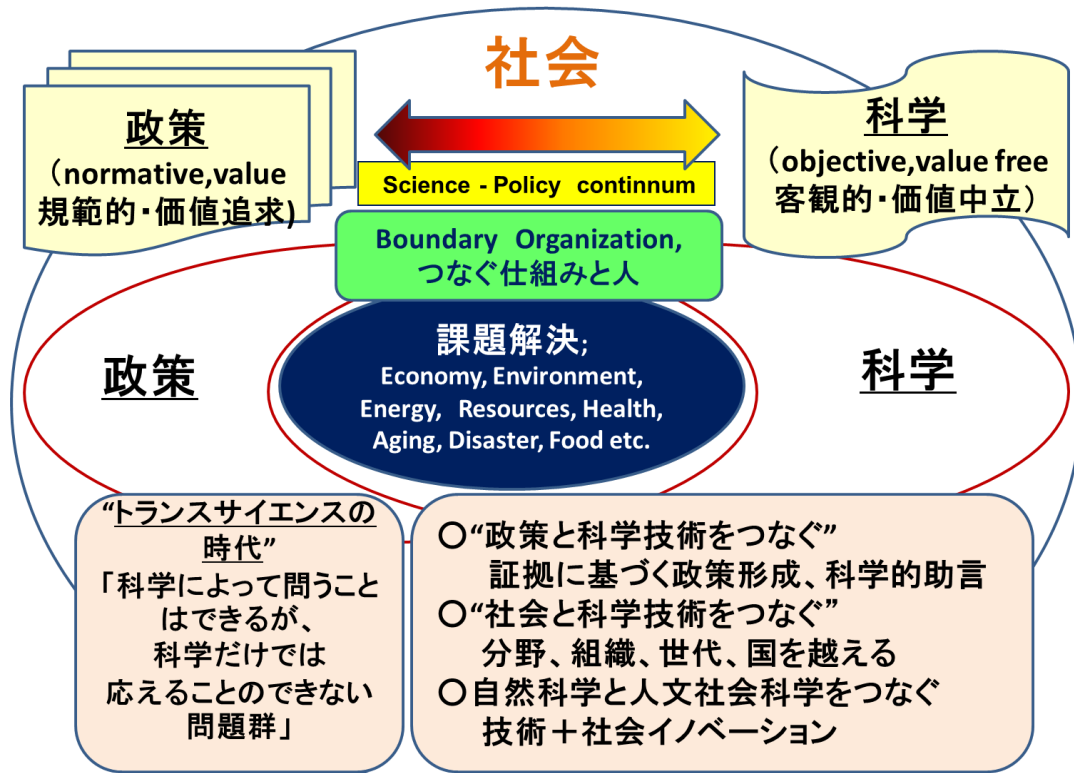 社会
政策
（normative,value
規範的・価値追求)
科学
（objective,value free
客観的・価値中立）
Science - Policy continnum
Boundary Organization,
つなぐ仕組みと人
政策
課題解決;
Economy, Environment,
Energy, Resources, Health,
Aging, Disaster, Food etc.
科学
“トランスサイエンスの
時代”
「科学によって問うこと
はできるが、
科学だけでは
応えることのできない
問題群」
○“政策と科学技術をつなぐ”
証拠に基づく政策形成、科学的助言
○“社会と科学技術をつなぐ”
分野、組織、世代、国を越える
○自然科学と人文社会科学をつなぐ
技術＋社会イノベーション